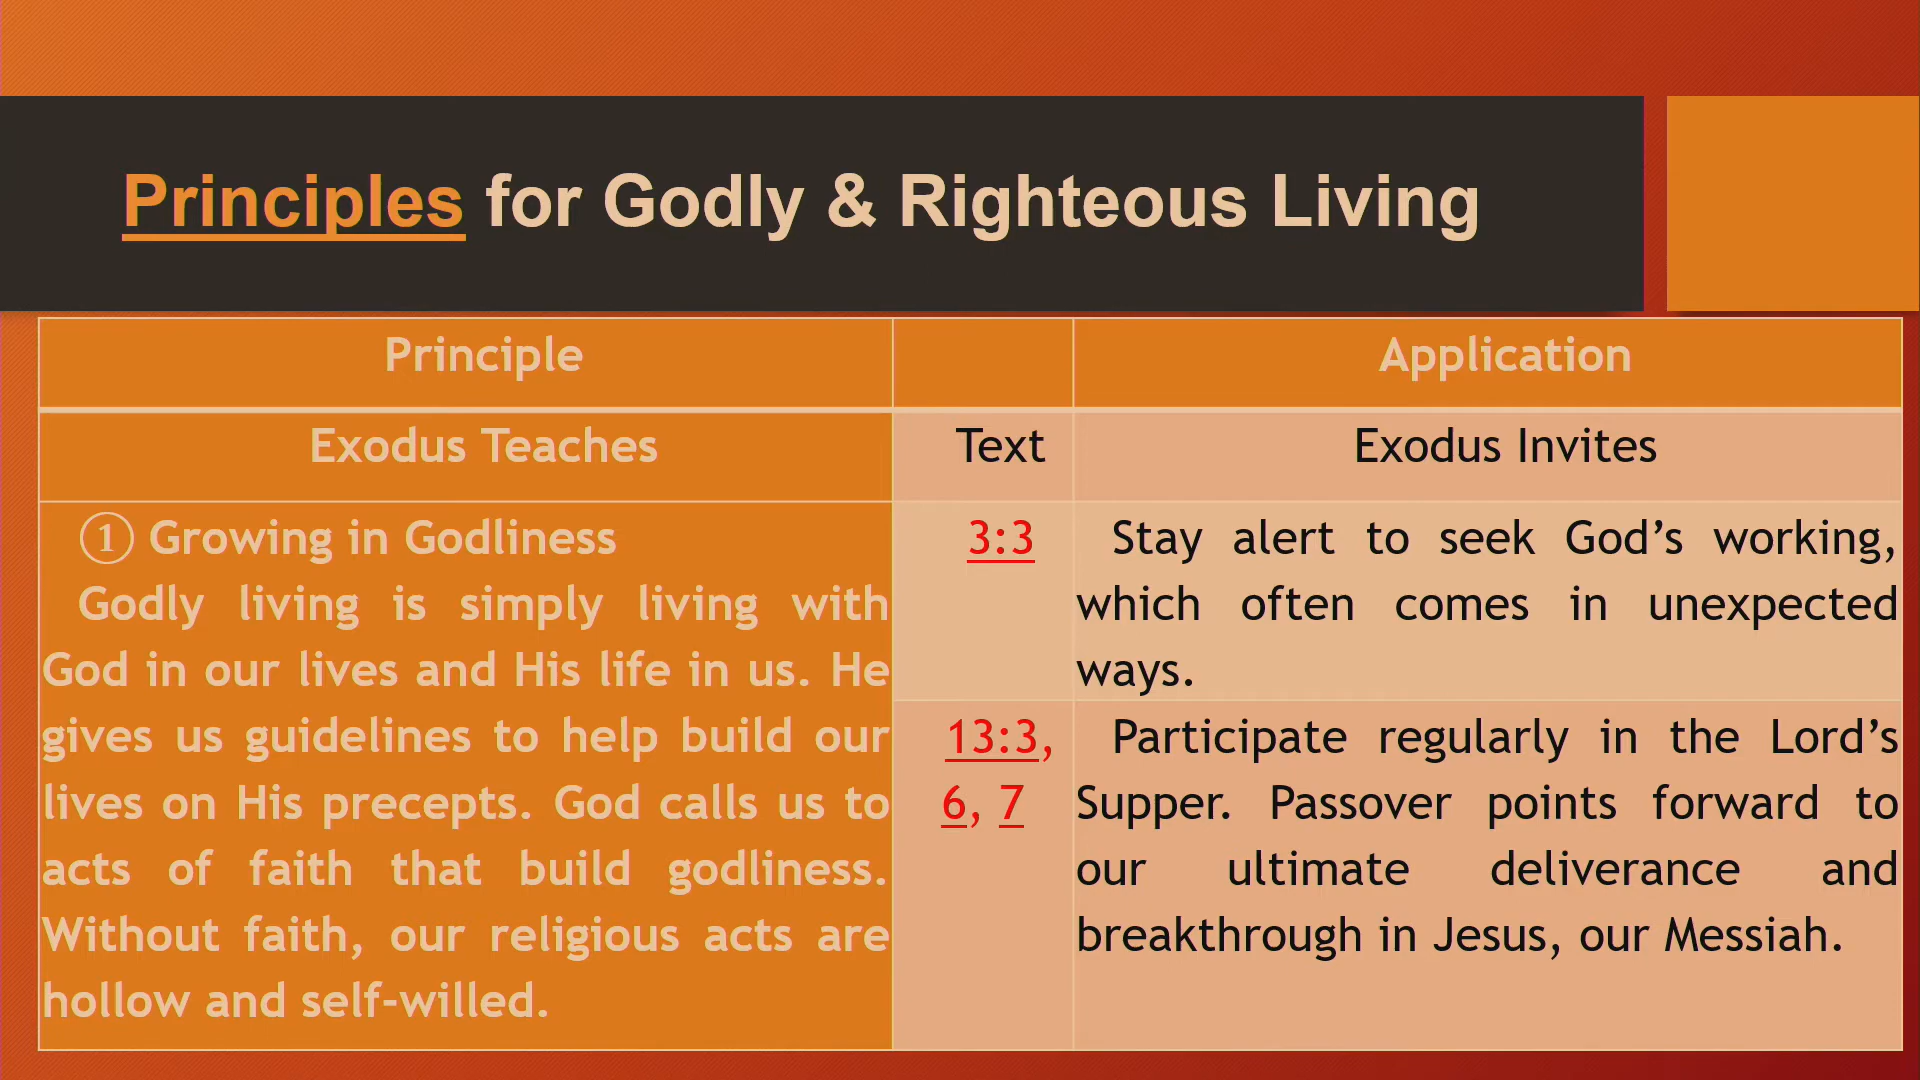 Principles for Godly & Righteous Living
Principle
Application
Exodus Teaches
Text
Exodus Invites
① Growing in Godliness
Godly living is simply living with
God in our lives and His life in us. He
gives us guidelines to help build our
lives on His precepts. God calls us to
acts of faith that build godliness.
Without faith, our religious acts are
hollow and self-willed.
3:3
Stay alert to seek God’s working,
which often comes in unexpected
ways.
13:3,
6, 7
Participate regularly in the Lord’s
Supper. Passover points forward to
our ultimate deliverance and
breakthrough in Jesus, our Messiah.